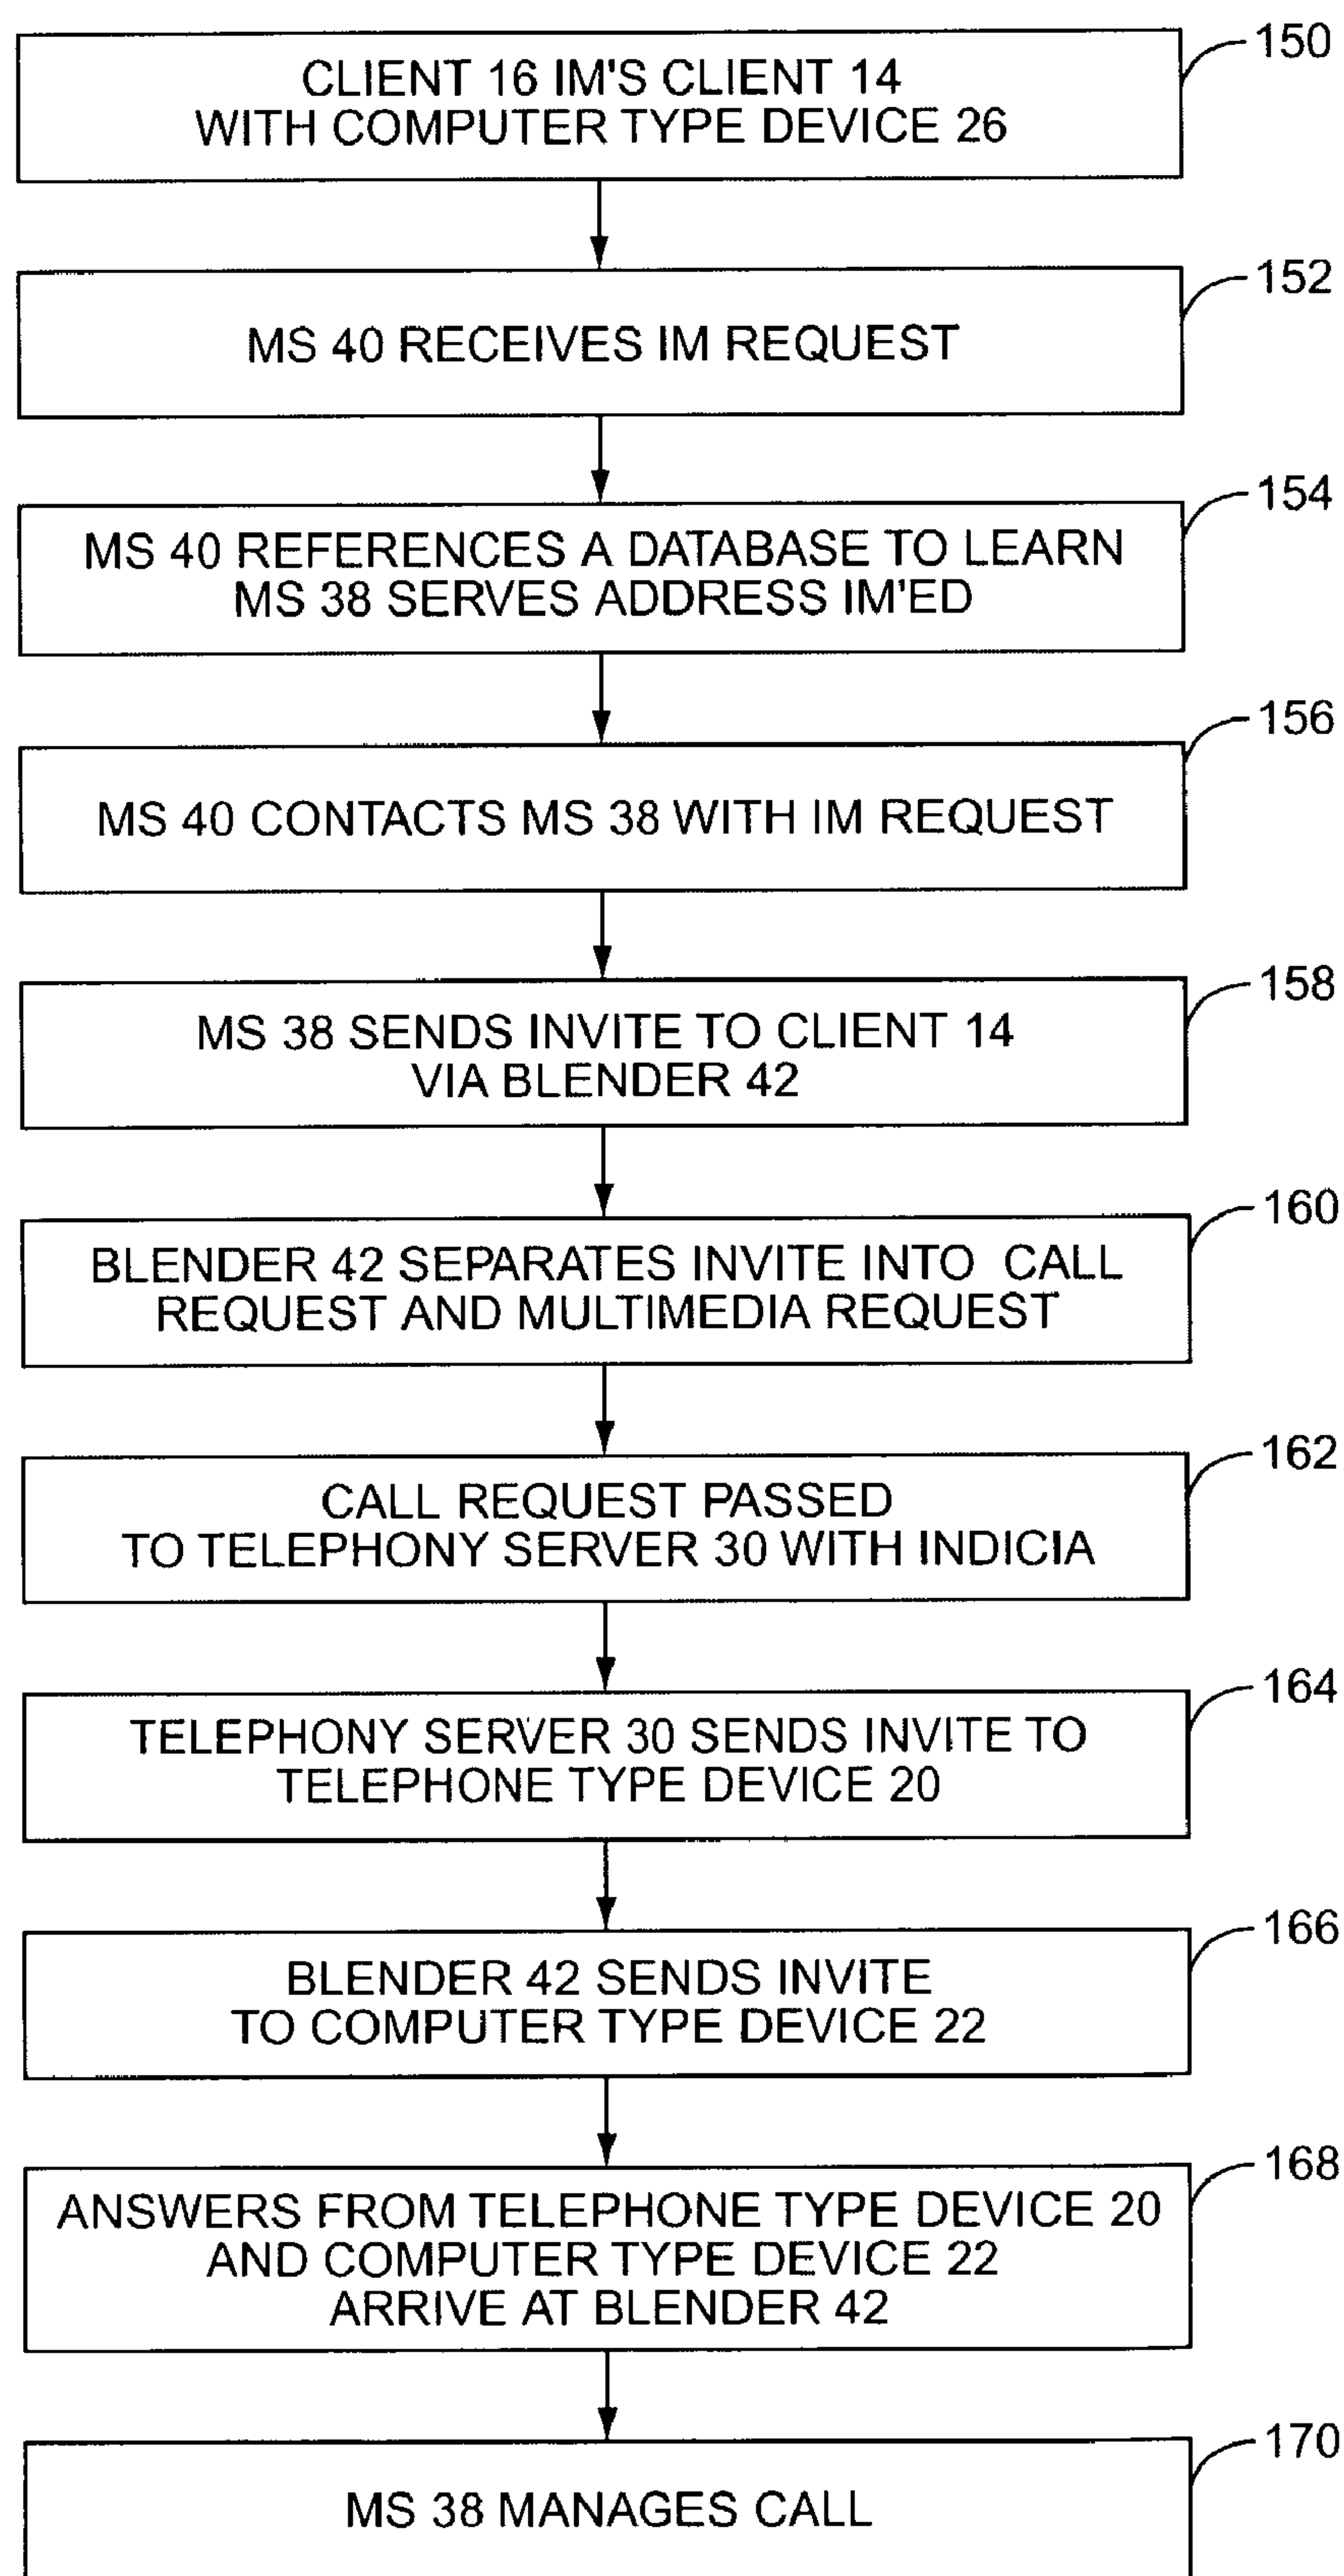 150
CLIENT 16 IM'S CLIENT 14
WITH COMPUTER TYPE DEVICE 26
152
MS 40 RECEIVES IM REQUEST
154
MS 40 REFERENCES A DATABASE TO LEARN
MS 38 SERVES ADDRESS IM'ED
156
MS 40 CONTACTS MS 38 WITH IM REQUEST
158
MS 38 SENDS INVITE TO CLIENT 14
VIA BLENDER 42
160
BLENDER 42 SEPARATES INVITE INTO CALL
REQUEST AND MULTIMEDIA REQUEST
162
CALL REQUEST PASSED
TO TELEPHONY SERVER 30 WITH INDICIA
164
TELEPHONY SERVER 30 SENDS INVITE TO
TELEPHONE TYPE DEVICE 20
166
BLENDER 42 SENDS INVITE
TO COMPUTER TYPE DEVICE 22
168
ANSWERS FROM TELEPHONE TYPE DEVICE 20
AND COMPUTER TYPE DEVICE 22
ARRIVE AT BLENDER 42
170
MS 38 MANAGES CALL